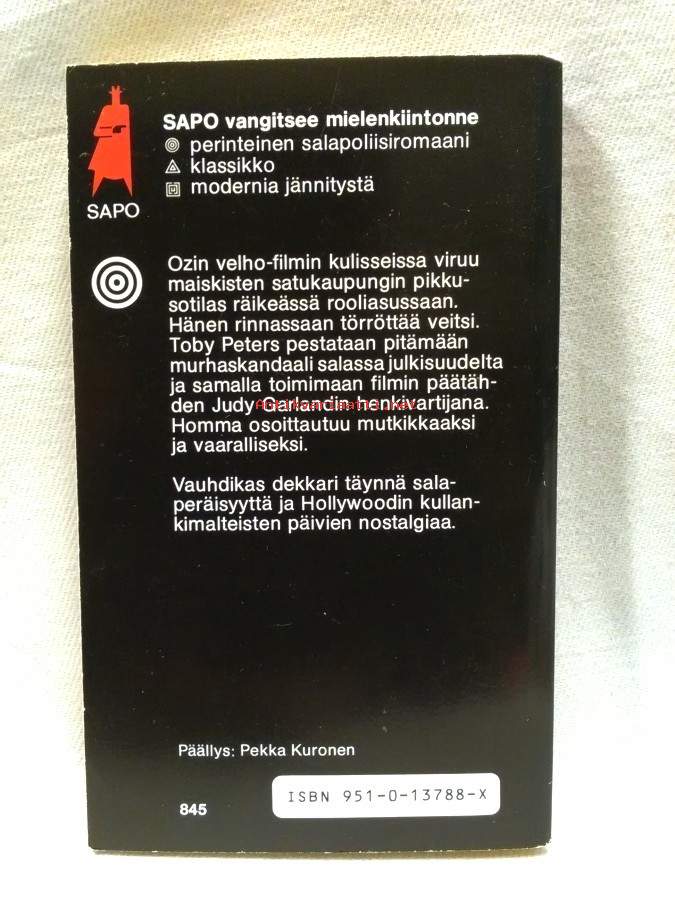 SAPO vangitsee mielenkiintonne
perinteinen salapoliisiromaani
klassikko
modernia jännitystä
SAPO
Ozin velho-filmin kulisseissa viruu
maiskisten satukaupungin pikku-
sotilas räikeässä rooliasussaan.
Hänen rinnassaan törröttää veitsi.
Toby Peters pestataan pitämään
murhaskandaali salassa julkisuudelta
ja samalla toimimaan filmin päätäh-
den Judy Garlandin henkivartijana.
Antikvariaatti.net
Homma osoittautuu mutkikkaaksi
ja vaaralliseksi.
Vauhdikas dekkari täynnä sala-
peräisyyttä ja Hollywoodin kullan-
kimalteisten päivien nostalgiaa.
Päällys: Pekka Kuronen
ISBN 951-0-13788-X
845